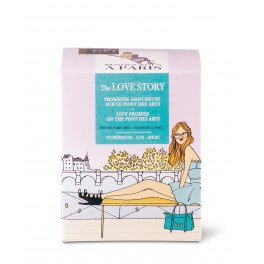 A PARIS
The LOVE STORY
PROMESSE AMOUREUSE
SUR LE PONT DES ARTS
LOVE PROMISE
ON THE PONT DES ARTS
TUBÉREUSE - LYS - MUSC